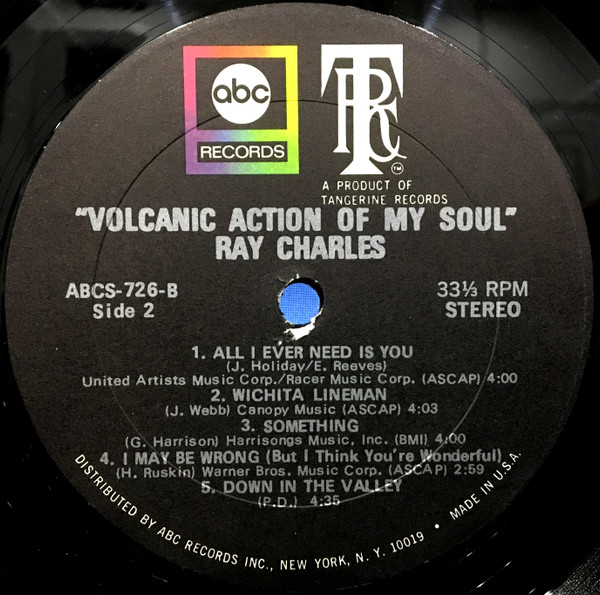 abc
RECORDS
TRC
TM
A PRODUCT OF
TANGERINE RECORDS
"VOLCANIC ACTION OF MY SOUL"
RAY CHARLES
ABCS-726-B
Side 2
33⅓ RPM
STEREO
1. ALL I EVER NEED IS YOU
(J. Holiday/E. Reeves)
United Artists Music Corp./Racer Music Corp. (ASCAP) 4:00
2. WICHITA LINEMAN
(J. Webb) Canopy Music (ASCAP) 4:03
3. SOMETHING
(G. Harrison) Harrisongs Music, Inc. (BMI) 4:00
4. I MAY BE WRONG (But I Think You're Wonderful)
(H. Ruskin) Warner Bros. Music Corp. (ASCAP) 2:59
5. DOWN IN THE VALLEY
(P.D.) 4:35
DISTRIBUTED BY ABC RECORDS INC., NEW YORK, N. Y. 10019 • MADE IN U.S.A.